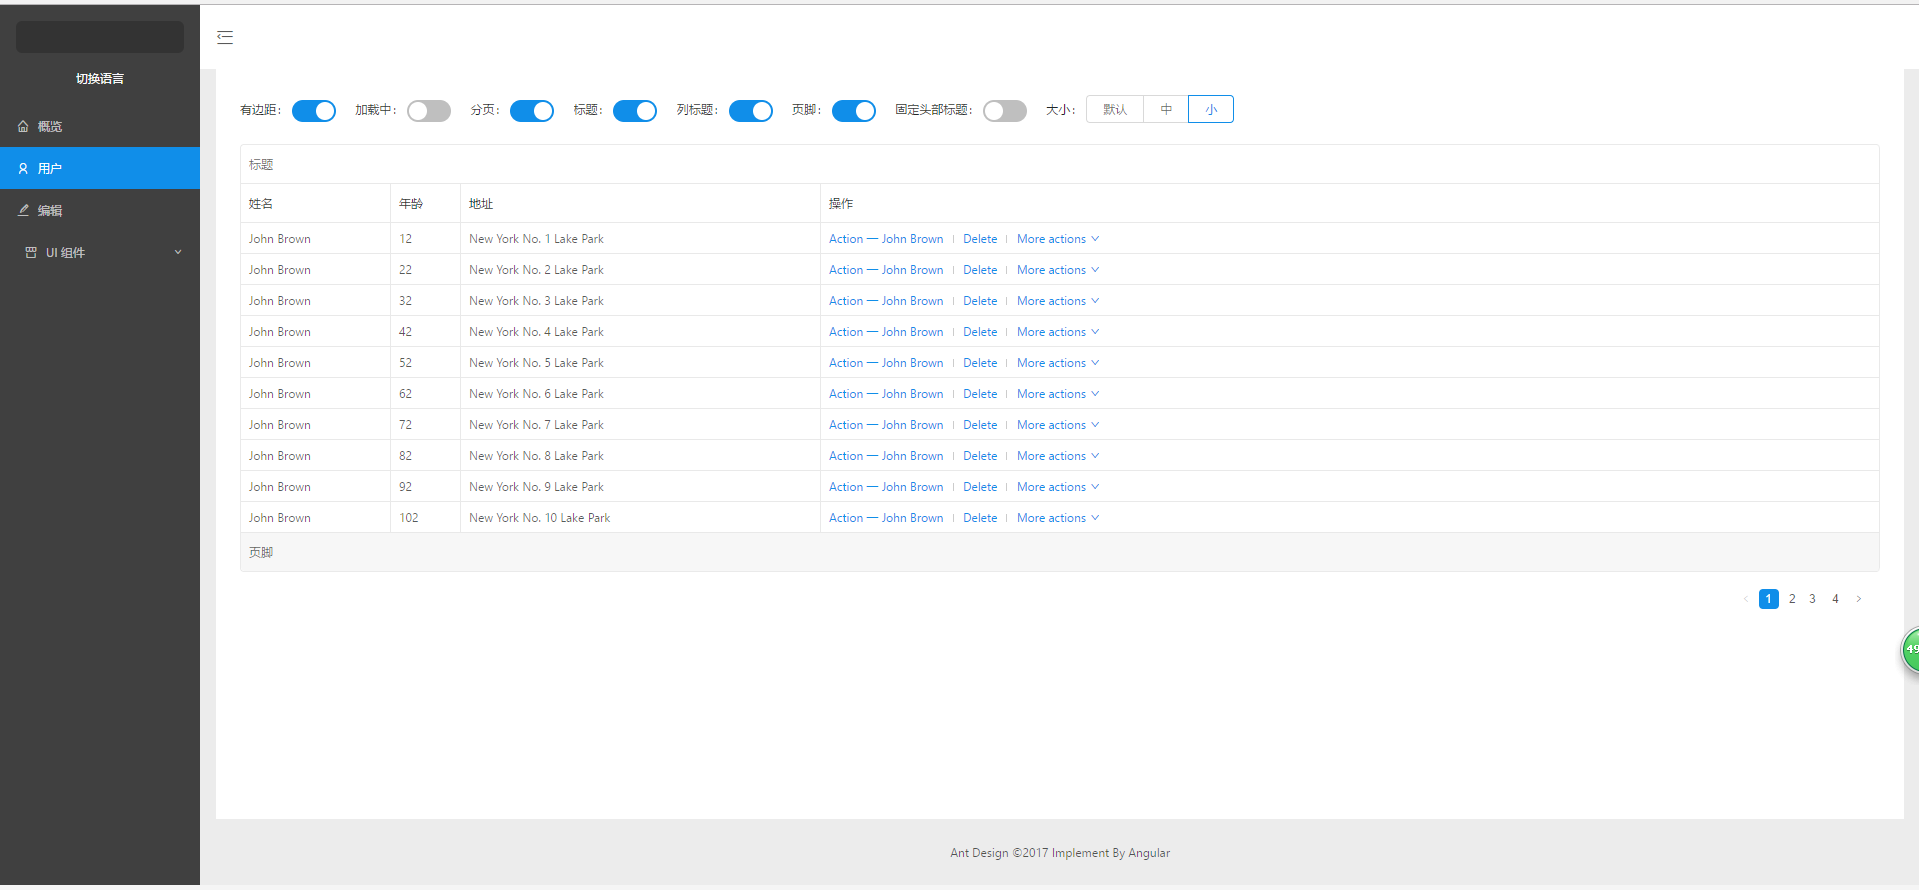 切换语言
概览
用户
编辑
UI 组件
有边距： 加载中： 分页： 标题： 列标题： 页脚： 固定头部标题： 大小： 默认 中 小
标题
姓名 年龄 地址 操作
John Brown 12 New York No. 1 Lake Park Action 一 John Brown Delete More actions
John Brown 22 New York No. 2 Lake Park Action 一 John Brown Delete More actions
John Brown 32 New York No. 3 Lake Park Action 一 John Brown Delete More actions
John Brown 42 New York No. 4 Lake Park Action 一 John Brown Delete More actions
John Brown 52 New York No. 5 Lake Park Action 一 John Brown Delete More actions
John Brown 62 New York No. 6 Lake Park Action 一 John Brown Delete More actions
John Brown 72 New York No. 7 Lake Park Action 一 John Brown Delete More actions
John Brown 82 New York No. 8 Lake Park Action 一 John Brown Delete More actions
John Brown 92 New York No. 9 Lake Park Action 一 John Brown Delete More actions
John Brown 102 New York No. 10 Lake Park Action 一 John Brown Delete More actions
页脚
< 1 2 3 4 >
49
Ant Design ©2017 Implement By Angular